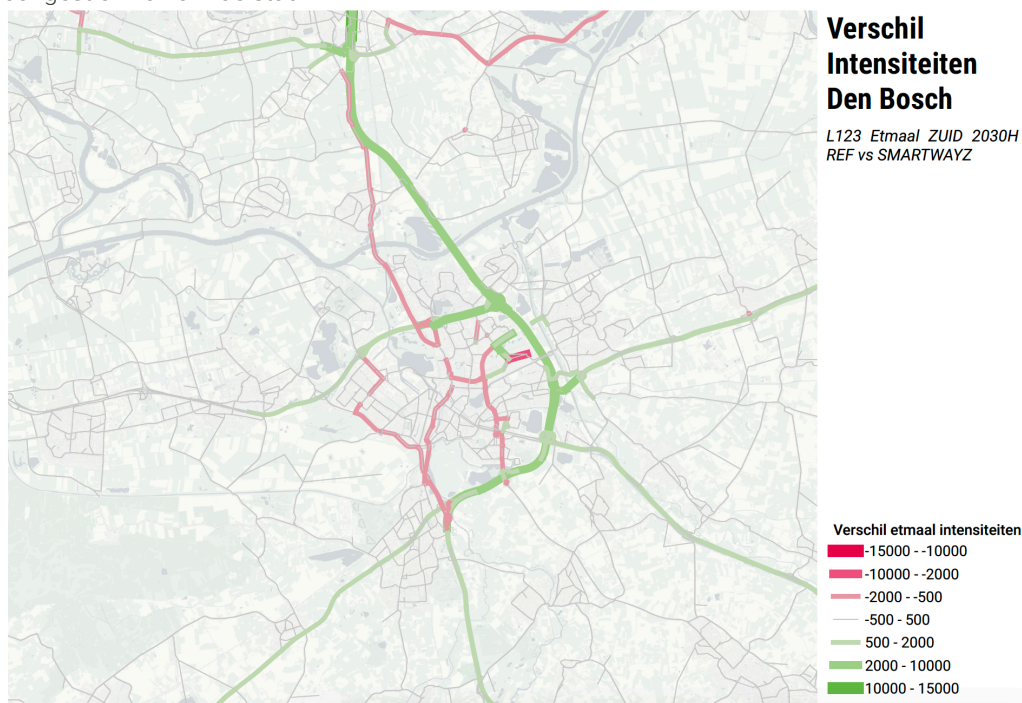 Verschil
Intensiteiten
Den Bosch
L123 Etmaal ZUID 2030H
REF vs SMARTWAYZ
Verschil etmaal intensiteiten
-15000 - -10000
-10000 - -2000
-2000 - -500
-500 - 500
500 - 2000
2000 - 10000
10000 - 15000